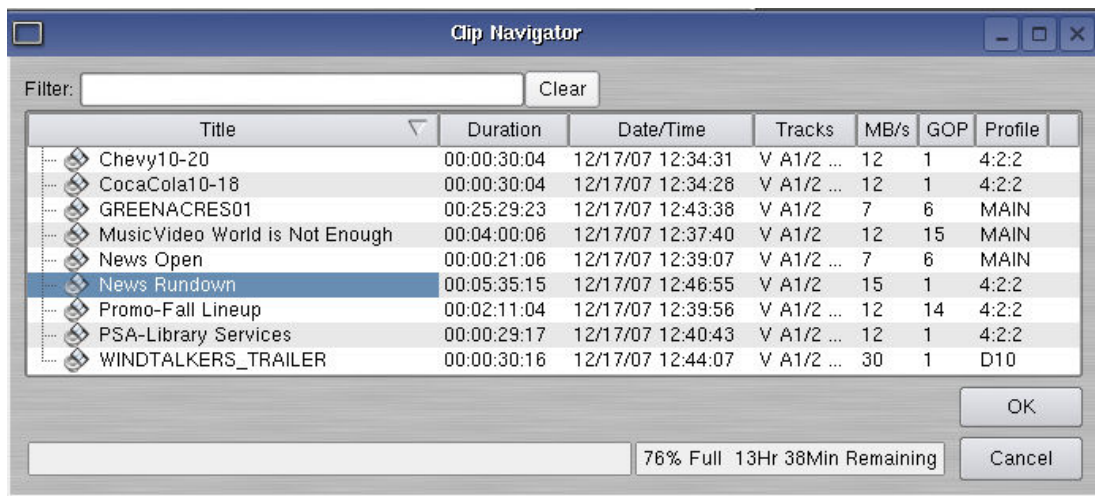 Clip Navigator
Filter: Clear
Title Duration Date/Time Tracks MB/s GOP Profile
Chevy10-20 00:00:30:04 12/17/07 12:34:31 V A1/2 ... 12 1 4:2:2
CocaCola10-18 00:00:30:04 12/17/07 12:34:28 V A1/2 ... 12 1 4:2:2
GREENACRES01 00:25:29:23 12/17/07 12:43:38 V A1/2 7 6 MAIN
MusicVideo World is Not Enough 00:04:00:06 12/17/07 12:37:40 V A1/2 12 15 MAIN
News Open 00:00:21:06 12/17/07 12:39:07 V A1/2 ... 7 6 MAIN
News Rundown 00:05:35:15 12/17/07 12:46:55 V A1/2 ... 15 1 4:2:2
Promo-Fall Lineup 00:02:11:04 12/17/07 12:39:56 V A1/2 ... 12 14 4:2:2
PSA-Library Services 00:00:29:17 12/17/07 12:40:43 V A1/2 ... 12 1 4:2:2
WINDTALKERS_TRAILER 00:00:30:16 12/17/07 12:44:07 V A1/2 ... 30 1 D10
OK
76% Full 13Hr 38Min Remaining Cancel